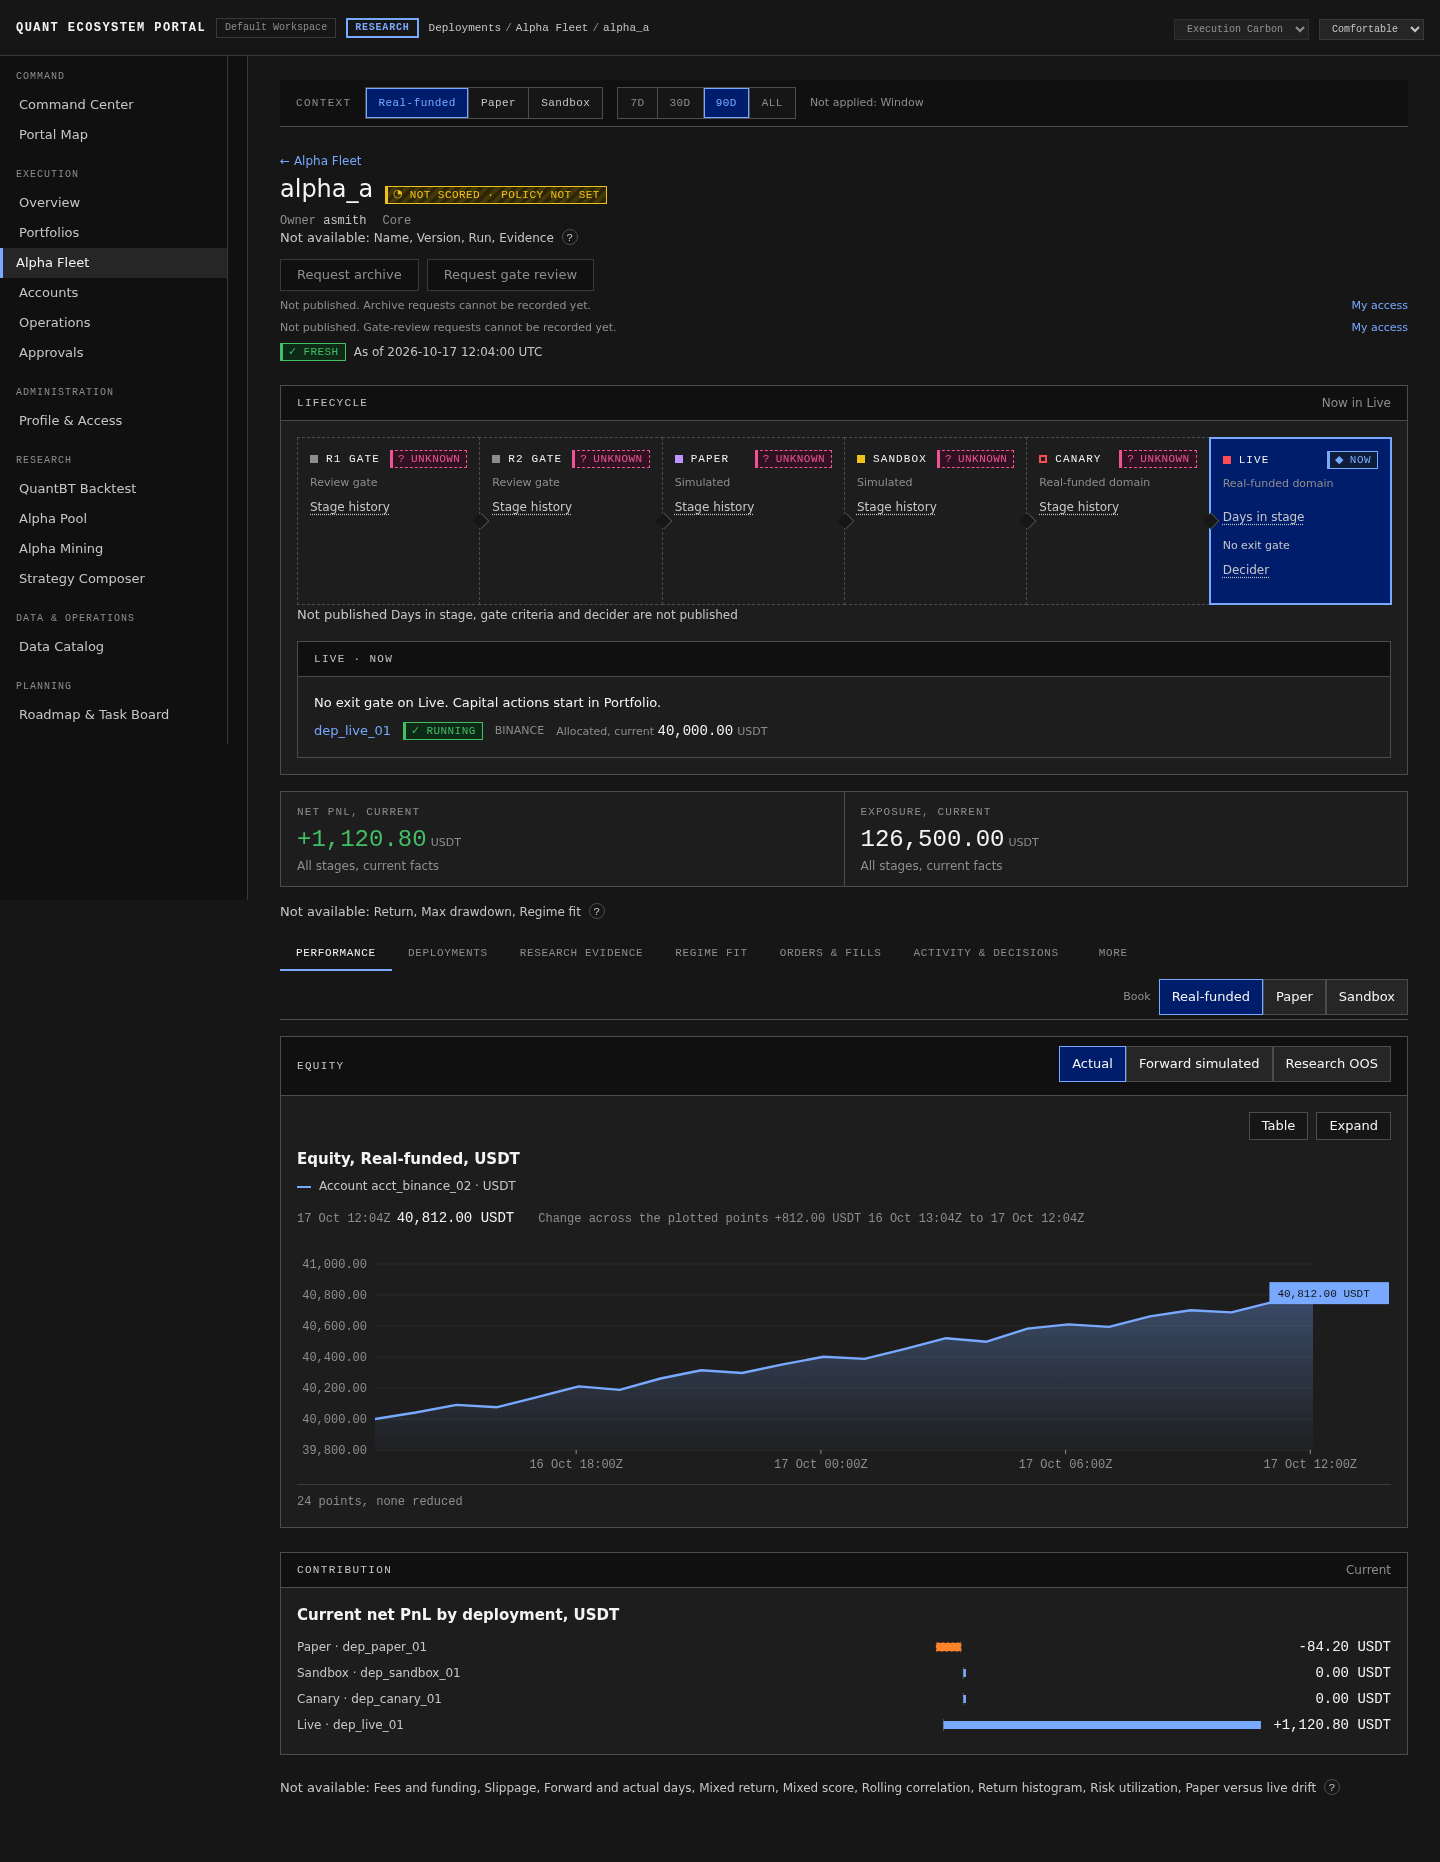 QUANT ECOSYSTEM PORTAL Default Workspace RESEARCH Deployments / Alpha Fleet / alpha_a Execution Carbon Comfortable
COMMAND
Command Center
Portal Map
EXECUTION
Overview
Portfolios
Alpha Fleet
Accounts
Operations
Approvals
ADMINISTRATION
Profile & Access
RESEARCH
QuantBT Backtest
Alpha Pool
Alpha Mining
Strategy Composer
DATA & OPERATIONS
Data Catalog
PLANNING
Roadmap & Task Board
CONTEXT Real-funded Paper Sandbox 7D 30D 90D ALL Not applied: Window
← Alpha Fleet
alpha_a NOT SCORED · POLICY NOT SET
Owner asmith Core
Not available: Name, Version, Run, Evidence ?
Request archive Request gate review
Not published. Archive requests cannot be recorded yet. My access
Not published. Gate-review requests cannot be recorded yet. My access
✓ FRESH As of 2026-10-17 12:04:00 UTC
LIFECYCLE Now in Live
R1 GATE ? UNKNOWN
Review gate
Stage history
R2 GATE ? UNKNOWN
Review gate
Stage history
PAPER ? UNKNOWN
Simulated
Stage history
SANDBOX ? UNKNOWN
Simulated
Stage history
CANARY ? UNKNOWN
Real-funded domain
Stage history
LIVE ◆ NOW
Real-funded domain
Days in stage
No exit gate
Decider
Not published Days in stage, gate criteria and decider are not published
LIVE · NOW
No exit gate on Live. Capital actions start in Portfolio.
dep_live_01 ✓ RUNNING BINANCE Allocated, current 40,000.00 USDT
NET PNL, CURRENT
+1,120.80 USDT
All stages, current facts
EXPOSURE, CURRENT
126,500.00 USDT
All stages, current facts
Not available: Return, Max drawdown, Regime fit ?
PERFORMANCE DEPLOYMENTS RESEARCH EVIDENCE REGIME FIT ORDERS & FILLS ACTIVITY & DECISIONS MORE
Book Real-funded Paper Sandbox
EQUITY Actual Forward simulated Research OOS
Table Expand
Equity, Real-funded, USDT
Account acct_binance_02 · USDT
17 Oct 12:04Z 40,812.00 USDT Change across the plotted points +812.00 USDT 16 Oct 13:04Z to 17 Oct 12:04Z
41,000.00
40,800.00
40,812.00 USDT
40,600.00
40,400.00
40,200.00
40,000.00
39,800.00
16 Oct 18:00Z 17 Oct 00:00Z 17 Oct 06:00Z 17 Oct 12:00Z
24 points, none reduced
CONTRIBUTION Current
Current net PnL by deployment, USDT
Paper · dep_paper_01 -84.20 USDT
Sandbox · dep_sandbox_01 0.00 USDT
Canary · dep_canary_01 0.00 USDT
Live · dep_live_01 +1,120.80 USDT
Not available: Fees and funding, Slippage, Forward and actual days, Mixed return, Mixed score, Rolling correlation, Return histogram, Risk utilization, Paper versus live drift ?